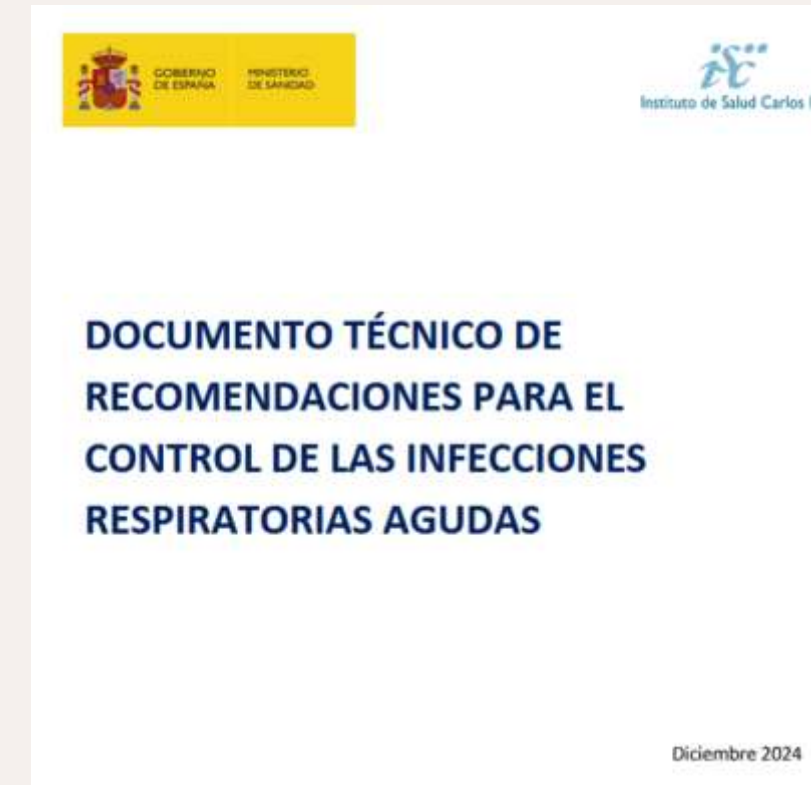 GOBIERNO
DE ESPAÑA
MINISTERIO
DE SANIDAD
isc
Instituto de Salud Carlos
DOCUMENTO TÉCNICO DE
RECOMENDACIONES PARA EL
CONTROL DE LAS INFECCIONES
RESPIRATORIAS AGUDAS
Diciembre 2024